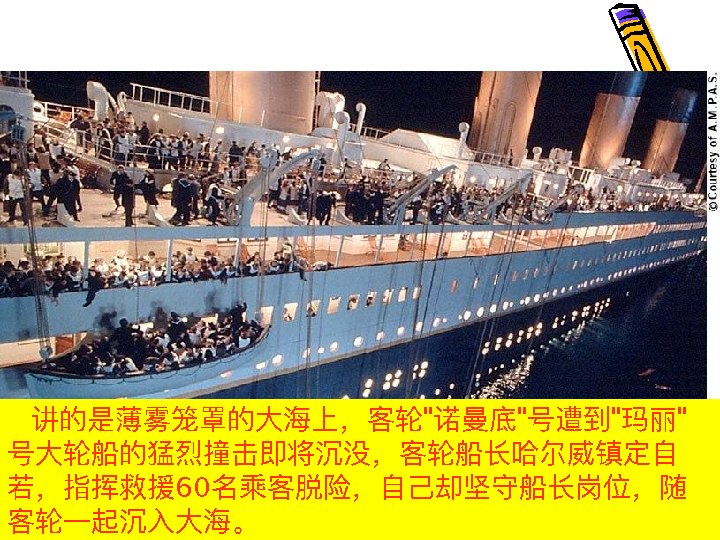 ©Courtesy of A.M.P.A.S.
讲的是薄雾笼罩的大海上，客轮"诺曼底"号遭到"玛丽"
号大轮船的猛烈撞击即将沉没，客轮船长哈尔威镇定自
若，指挥救援60名乘客脱险，自己却坚守船长岗位，随
客轮一起沉入大海。